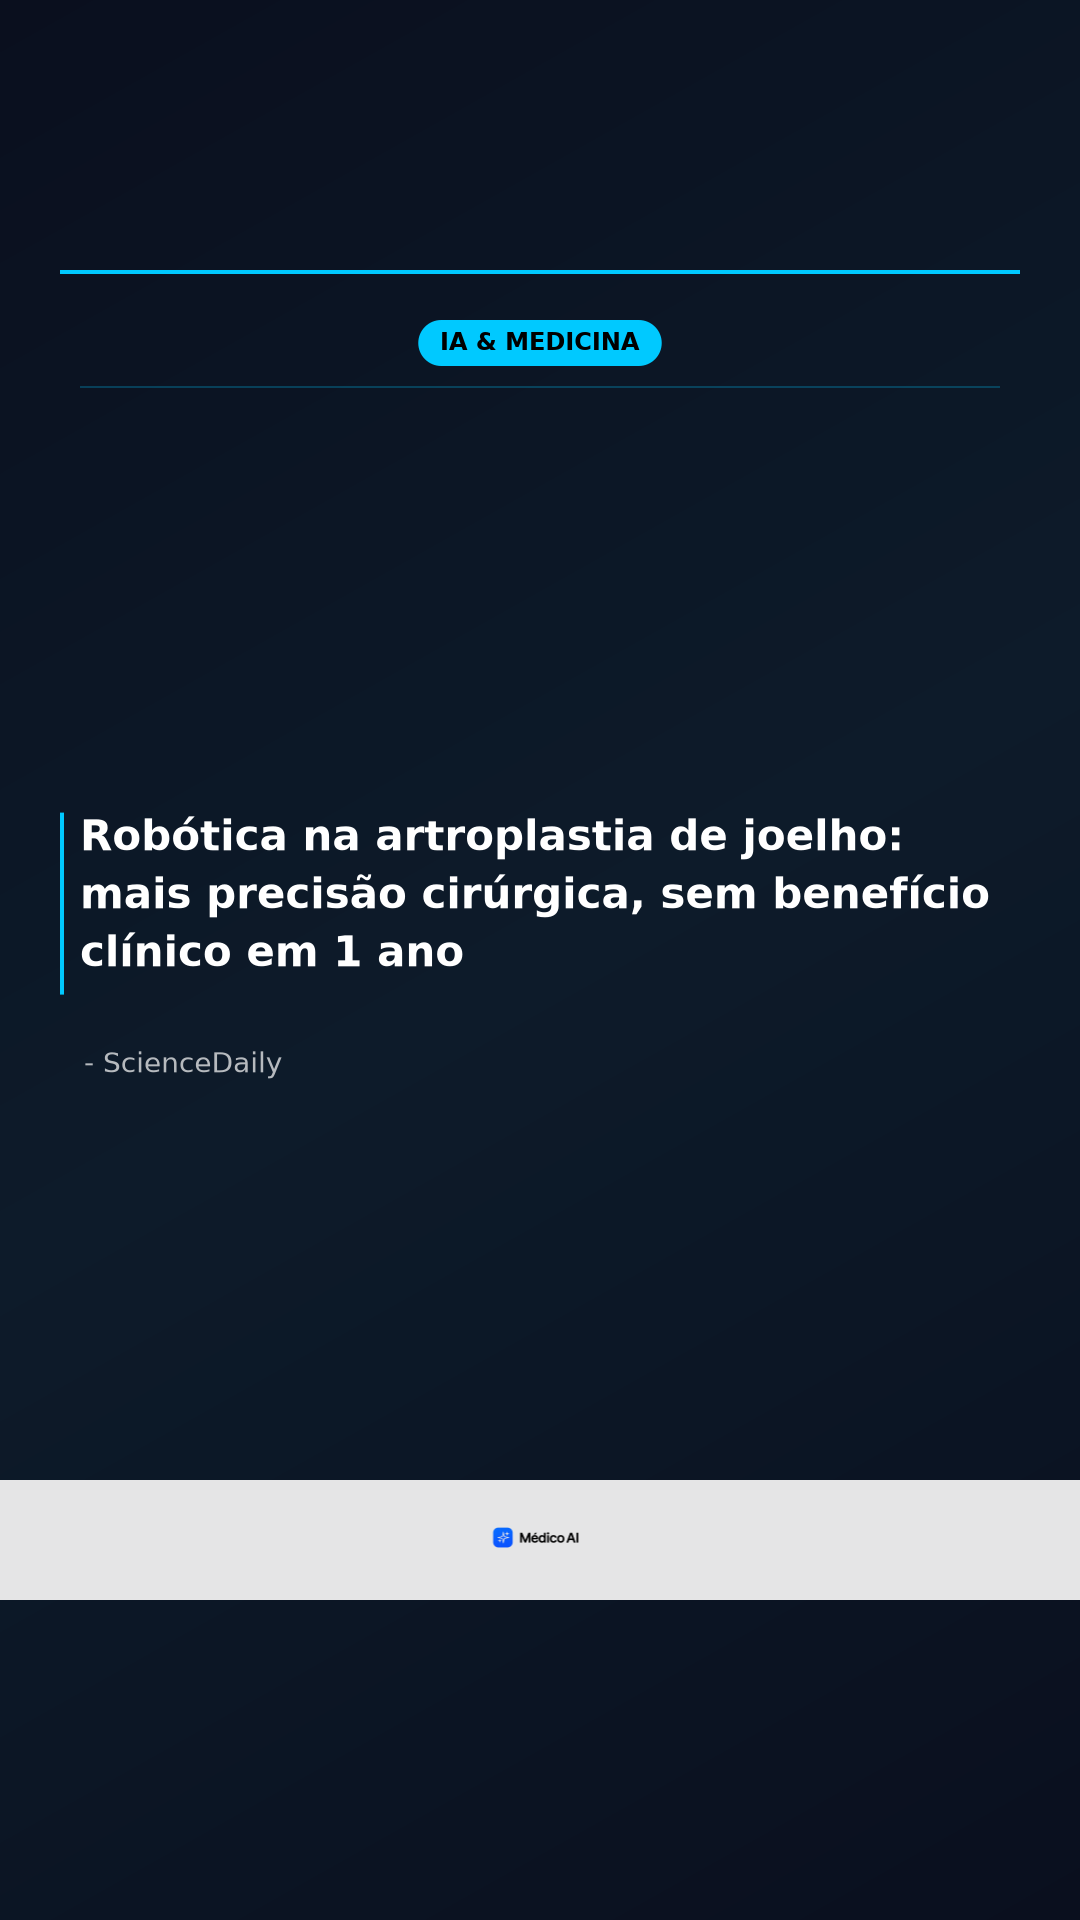 IA & MEDICINA
Robótica na artroplastia de joelho:
mais precisão cirúrgica, sem benefício
clínico em 1 ano
- ScienceDaily
Médico AI